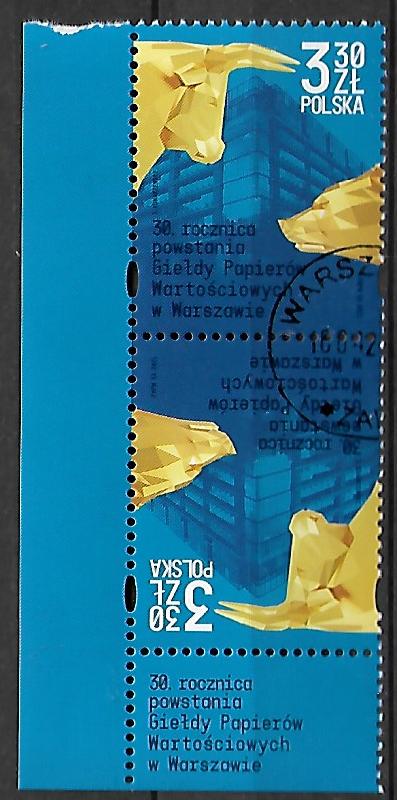 3 30
ZŁ
POLSKA
30. rocznica
powstania
Giełdy Papierów
Wartościowych
w Warszawie
WARSZ
30. rocznica
powstania
Giełdy Papierów
Wartościowych
w Warszawie
3 30
ZŁ
POLSKA
30. rocznica
powstania
Giełdy Papierów
Wartościowych
w Warszawie